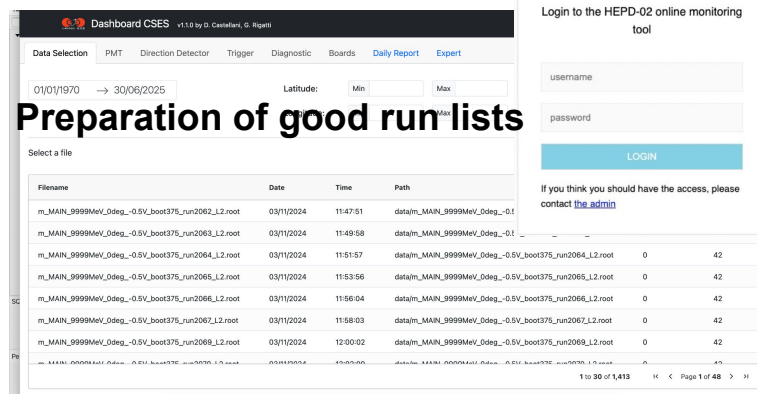 Dashboard CSES v1.1.0 by D. Castellani, G. Rigatti
Data Selection PMT Direction Detector Trigger Diagnostic Boards Daily Report Expert
01/01/1970 → 30/06/2025 Latitude: Min Max
Max
Preparation of good run lists
Select a file
Filename Date Time Path
m_MAIN_9999MeV_0deg_-0.5V_boot375_run2062_L2.root 03/11/2024 11:47:51
m_MAIN_9999MeV_0deg_-0.5V_boot375_run2063_L2.root 03/11/2024 11:49:58
m_MAIN_9999MeV_0deg_-0.5V_boot375_run2064_L2.root 03/11/2024 11:51:57 data/m_MAIN_9999MeV_0deg_-0.5V_boot375_run2064_L2.root 0 42
m_MAIN_9999MeV_0deg_-0.5V_boot375_run2065_L2.root 03/11/2024 11:53:56 data/m_MAIN_9999MeV_0deg_-0.5V_boot375_run2065_L2.root 0 42
m_MAIN_9999MeV_0deg_-0.5V_boot375_run2066_L2.root 03/11/2024 11:56:04 data/m_MAIN_9999MeV_0deg_-0.5V_boot375_run2066_L2.root 0 42
m_MAIN_9999MeV_0deg_-0.5V_boot375_run2067_L2.root 03/11/2024 11:58:03 data/m_MAIN_9999MeV_0deg_-0.5V_boot375_run2067_L2.root 0 42
m_MAIN_9999MeV_0deg_-0.5V_boot375_run2069_L2.root 03/11/2024 12:00:02 data/m_MAIN_9999MeV_0deg_-0.5V_boot375_run2069_L2.root 0 42
1 to 30 of 1,413 Page 1 of 48
Login to the HEPD-02 online monitoring
tool
username
password
LOGIN
If you think you should have the access, please
contact the admin